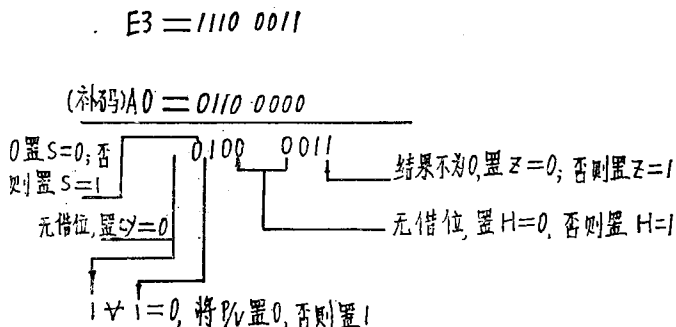 E3=1110 0011
(补码)A0=0110 0000
0100 0011
0置S=0;否
则置S=1
结果不为0,置Z=0;否则置Z=1
无借位,置cy=0
无借位,置H=0,否则置H=1
1∀1=0,将P/V置0,否则置1